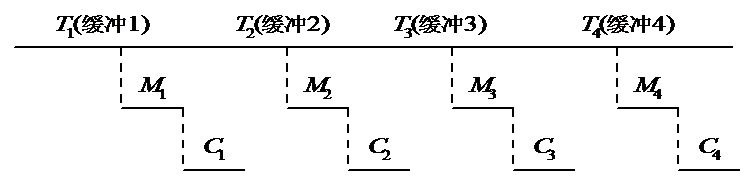 T1(缓冲1) T2(缓冲2) T3(缓冲3) T4(缓冲4)
M1 M2 M3 M4
C1 C2 C3 C4